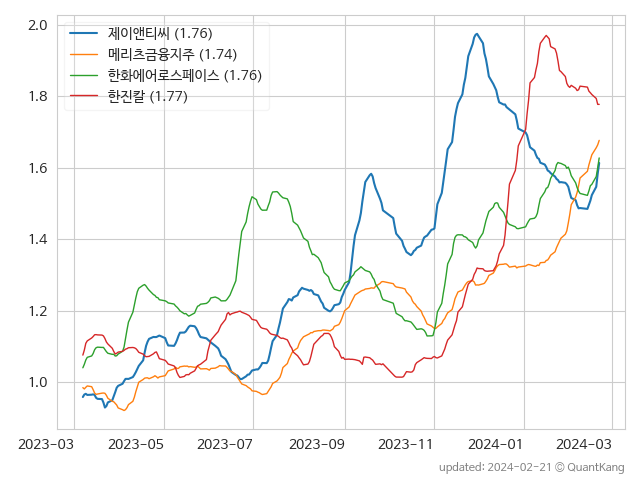 제이앤티씨 (1.76)
메리츠금융지주 (1.74)
한화에어로스페이스 (1.76)
한진칼 (1.77)
2.0
1.8
1.6
1.4
1.2
1.0
2023-03 2023-05 2023-07 2023-09 2023-11 2024-01 2024-03
updated: 2024-02-21 © QuantKang